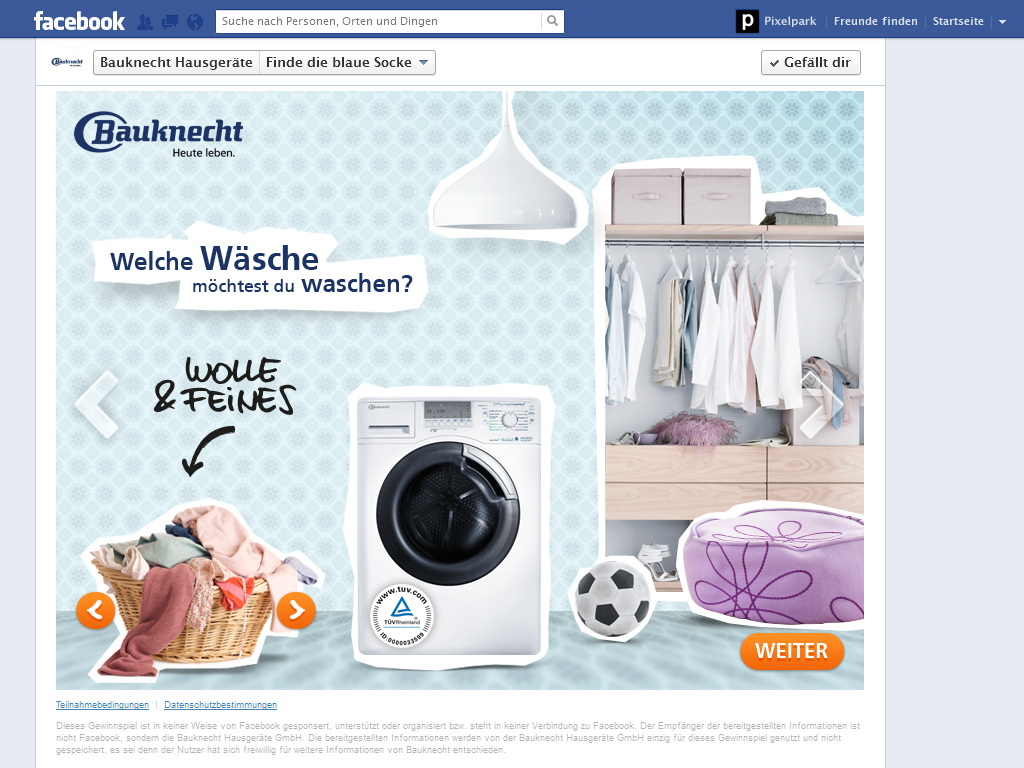 facebook
Suche nach Personen, Orten und Dingen
Pixelpark
Freunde finden
Startseite
Bauknecht
Bauknecht Hausgeräte
Finde die blaue Socke
Gefällt dir
Bauknecht
Heute leben.
Welche Wäsche
möchtest du waschen?
WOLLE
& FEINES
Bauknecht
www.tuv.com
TÜVRheinland
WEITER
Teilnahmebedingungen | Datenschutzbestimmungen
Dieses Gewinnspiel ist in keiner Weise von Facebook gesponsert, unterstützt oder organisiert bzw. steht in keiner Verbindung zu Facebook. Der Empfänger der bereitgestellten Informationen ist
nicht Facebook, sondern die Bauknecht Hausgeräte GmbH. Die bereitgestellten Informationen werden von der Bauknecht Hausgeräte GmbH einzig für dieses Gewinnspiel genutzt und nicht
gespeichert, es sei denn der Nutzer hat sich freiwillig für weitere Informationen von Bauknecht entschieden.